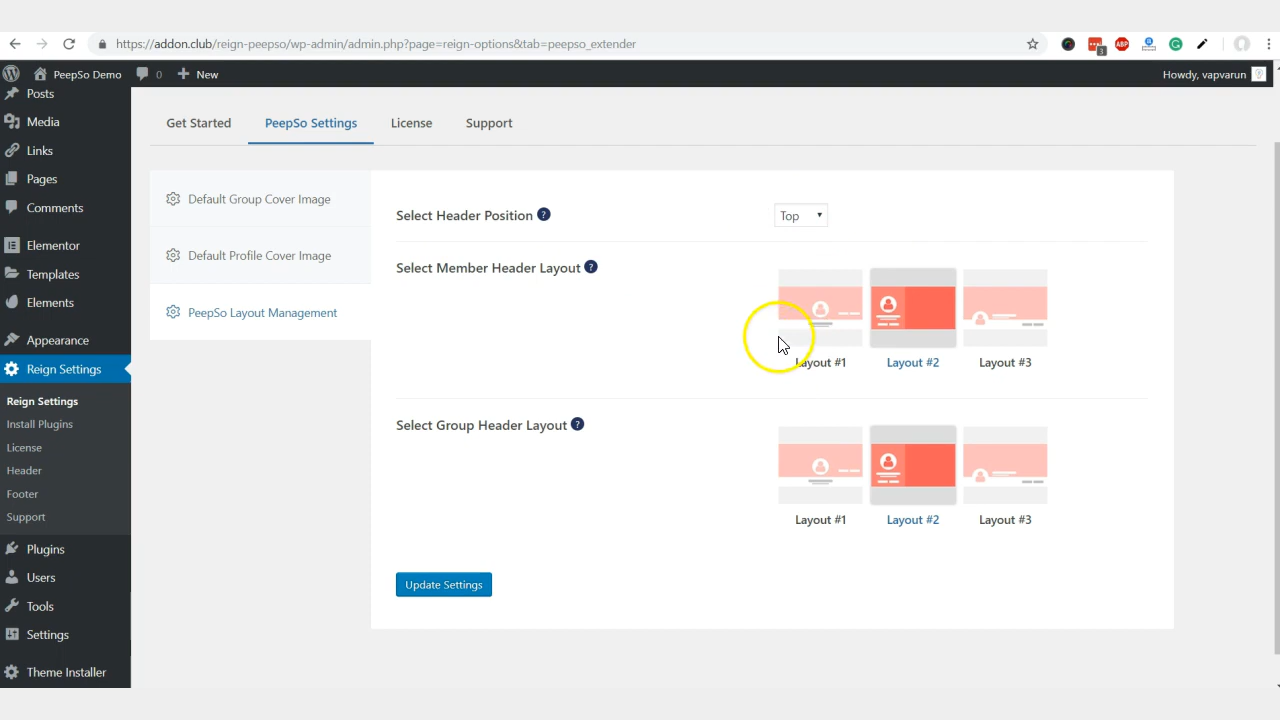 https://addon.club/reign-peepso/wp-admin/admin.php?page=reign-options&tab=peepso_extender
3
ABP
PeepSo Demo
0
New
Howdy, vapvarun
Posts
Media
Links
Pages
Comments
Elementor
Templates
Elements
Appearance
Reign Settings
Reign Settings
Install Plugins
License
Header
Footer
Support
Plugins
Users
Tools
Settings
Theme Installer
Get Started
PeepSo Settings
License
Support
Default Group Cover Image
Default Profile Cover Image
PeepSo Layout Management
Select Header Position ?
Top
Select Member Header Layout ?
Layout #1
Layout #2
Layout #3
Select Group Header Layout ?
Layout #1
Layout #2
Layout #3
Update Settings